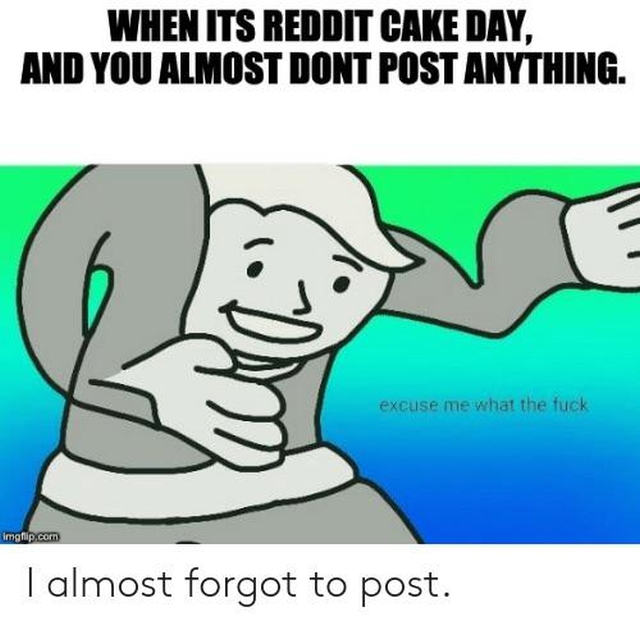 WHEN ITS REDDIT CAKE DAY,
AND YOU ALMOST DONT POST ANYTHING.
excuse me what the fuck
imgflip.com
I almost forgot to post.